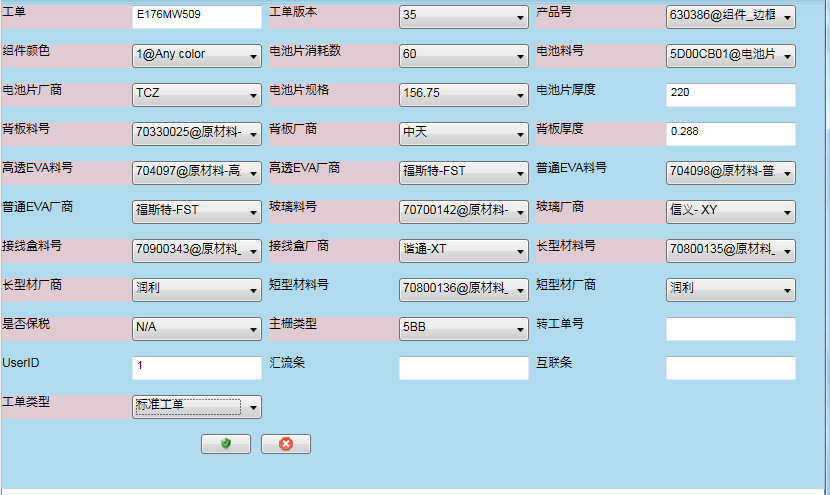 工单 E176MW509 工单版本 35 产品号 630386@组件_边框
组件颜色 1@Any color 电池片消耗数 60 电池料号 5D00CB01@电池片
电池片厂商 TCZ 电池片规格 156.75 电池片厚度 220
背板料号 70330025@原材料- 背板厂商 中天 背板厚度 0.288
高透EVA料号 704097@原材料-高 高透EVA厂商 福斯特-FST 普通EVA料号 704098@原材料-普
普通EVA厂商 福斯特-FST 玻璃料号 70700142@原材料- 玻璃厂商 信义- XY
接线盒料号 70900343@原材料_ 接线盒厂商 谐通-XT 长型材料号 70800135@原材料_
长型材厂商 润利 短型材料号 70800136@原材料_ 短型材厂商 润利
是否保税 N/A 主栅类型 5BB 转工单号
UserID 1 汇流条 互联条
工单类型 标准工单